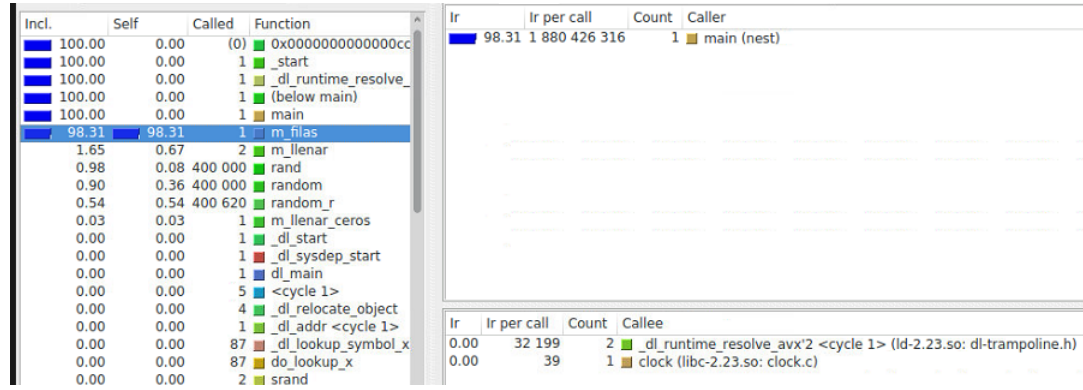 Incl. Self Called Function
100.00 0.00 (0) 0x0000000000000cc
100.00 0.00 1 _start
100.00 0.00 1 _dl_runtime_resolve_
100.00 0.00 1 (below main)
100.00 0.00 1 main
98.31 98.31 1 m_filas
1.65 0.67 2 m_llenar
0.98 0.08 400 000 rand
0.90 0.36 400 000 random
0.54 0.54 400 620 random_r
0.03 0.03 1 m_llenar_ceros
0.00 0.00 1 _dl_start
0.00 0.00 1 _dl_sysdep_start
0.00 0.00 1 dl_main
0.00 0.00 5 <cycle 1>
0.00 0.00 4 _dl_relocate_object
0.00 0.00 1 _dl_addr <cycle 1>
0.00 0.00 87 _dl_lookup_symbol_x
0.00 0.00 87 do_lookup_x
0.00 0.00 2 srand
Ir Ir per call Count Caller
98.31 1 880 426 316 1 main (nest)
Ir Ir per call Count Callee
0.00 32 199 2 _dl_runtime_resolve_avx'2 <cycle 1> (ld-2.23.so: dl-trampoline.h)
0.00 39 1 clock (libc-2.23.so: clock.c)